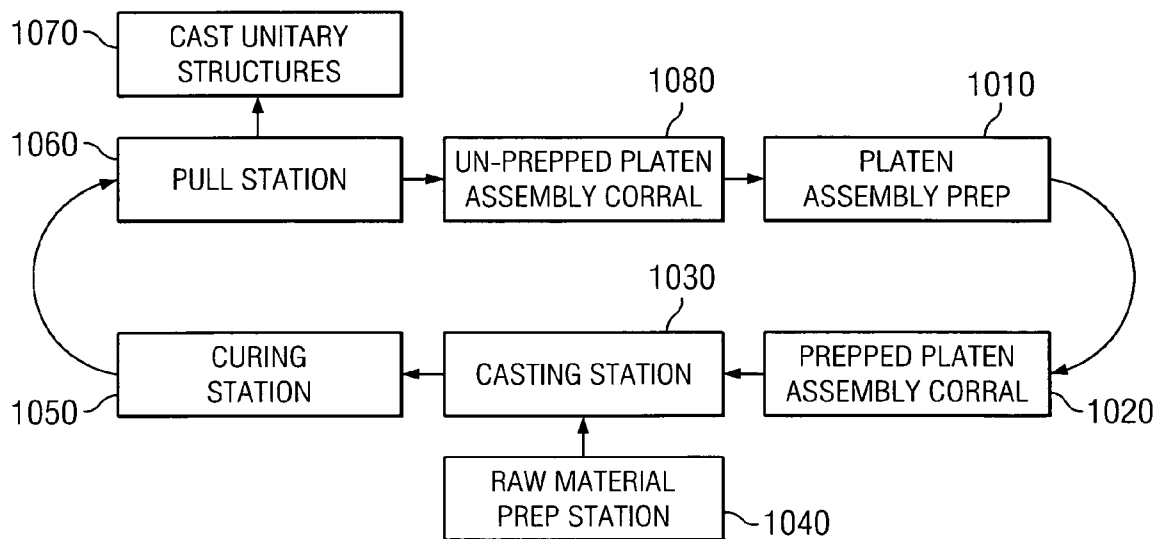 1070
CAST UNITARY
STRUCTURES
1060
PULL STATION
1080
UN-PREPPED PLATEN
ASSEMBLY CORRAL
1010
PLATEN
ASSEMBLY PREP
1050
CURING
STATION
1030
CASTING STATION
PREPPED PLATEN
ASSEMBLY CORRAL
1020
RAW MATERIAL
PREP STATION
1040